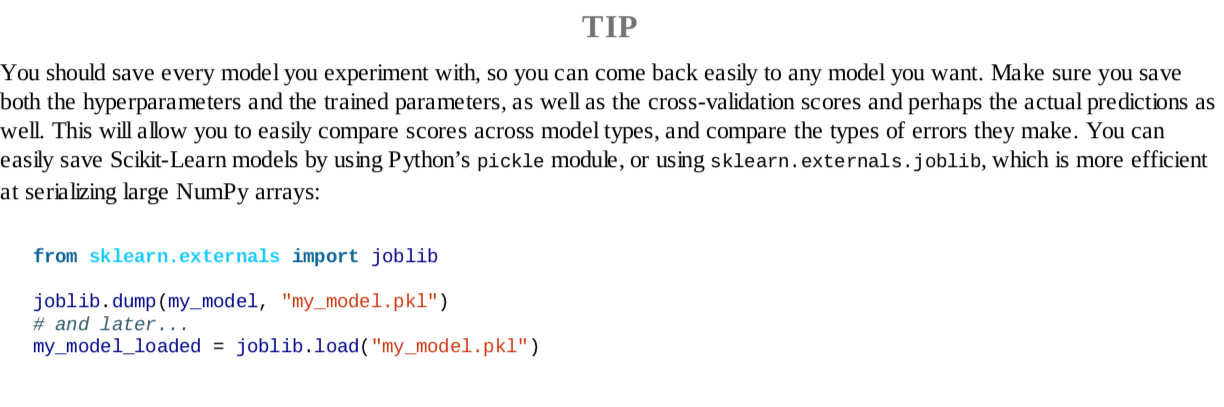 TIP
You should save every model you experiment with, so you can come back easily to any model you want. Make sure you save
both the hyperparameters and the trained parameters, as well as the cross-validation scores and perhaps the actual predictions as
well. This will allow you to easily compare scores across model types, and compare the types of errors they make. You can
easily save Scikit-Learn models by using Python's pickle module, or using sklearn.externals.joblib, which is more efficient
at serializing large NumPy arrays:
from sklearn.externals import joblib
joblib.dump(my_model, "my_model.pkl")
# and later...
my_model_loaded = joblib.load("my_model.pkl")